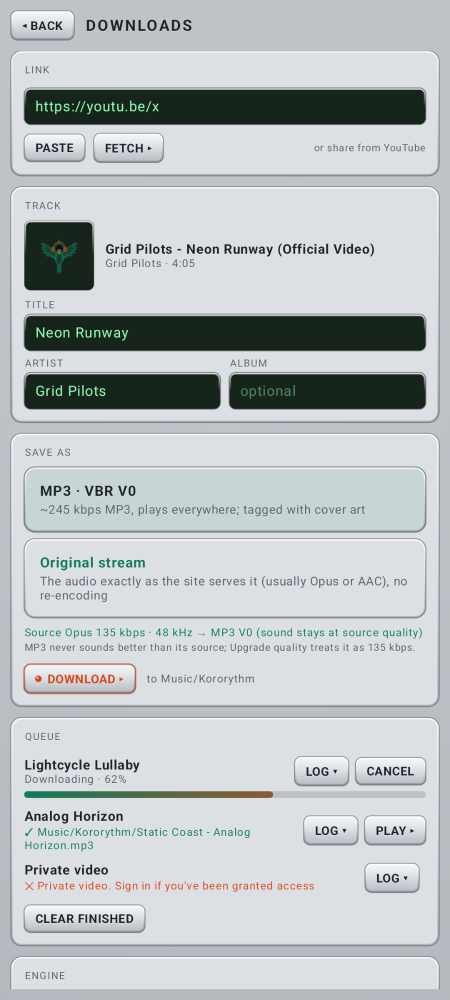 ◂ BACK DOWNLOADS
LINK
https://youtu.be/x
PASTE FETCH ▸ or share from YouTube
TRACK
Grid Pilots - Neon Runway (Official Video)
Grid Pilots · 4:05
TITLE
Neon Runway
ARTIST ALBUM
Grid Pilots optional
SAVE AS
MP3 · VBR V0
~245 kbps MP3, plays everywhere; tagged with cover art
Original stream
The audio exactly as the site serves it (usually Opus or AAC), no
re-encoding
Source Opus 135 kbps · 48 kHz → MP3 V0 (sound stays at source quality)
MP3 never sounds better than its source; Upgrade quality treats it as 135 kbps.
DOWNLOAD ▸ to Music/Kororythm
QUEUE
Lightcycle Lullaby
Downloading · 62%
LOG ▾ CANCEL
Analog Horizon
✓ Music/Kororythm/Static Coast - Analog
Horizon.mp3
LOG ▾ PLAY ▸
Private video
✕ Private video. Sign in if you've been granted access
LOG ▾
CLEAR FINISHED
ENGINE